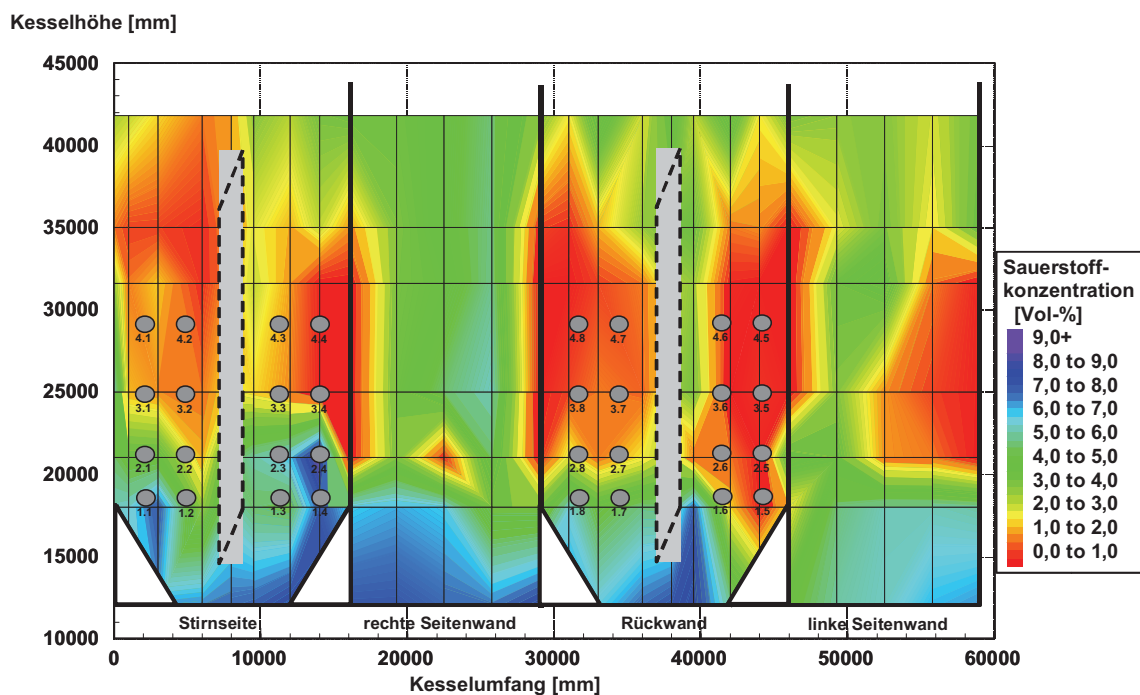 Kesselhöhe [mm]
45000
40000
35000
30000
25000
20000
15000
10000
4.1 4.2 4.3 4.4 4.8 4.7 4.6 4.5
3.1 3.2 3.3 3.4 3.8 3.7 3.6 3.5
2.1 2.2 2.3 2.4 2.8 2.7 2.6 2.5
1.1 1.2 1.3 1.4 1.8 1.7 1.6 1.5
Stirnseite rechte Seitenwand Rückwand linke Seitenwand
0 10000 20000 30000 40000 50000 60000
Kesselumfang [mm]
Sauerstoff-
konzentration
[Vol-%]
9,0+
8,0 to 9,0
7,0 to 8,0
6,0 to 7,0
5,0 to 6,0
4,0 to 5,0
3,0 to 4,0
2,0 to 3,0
1,0 to 2,0
0,0 to 1,0